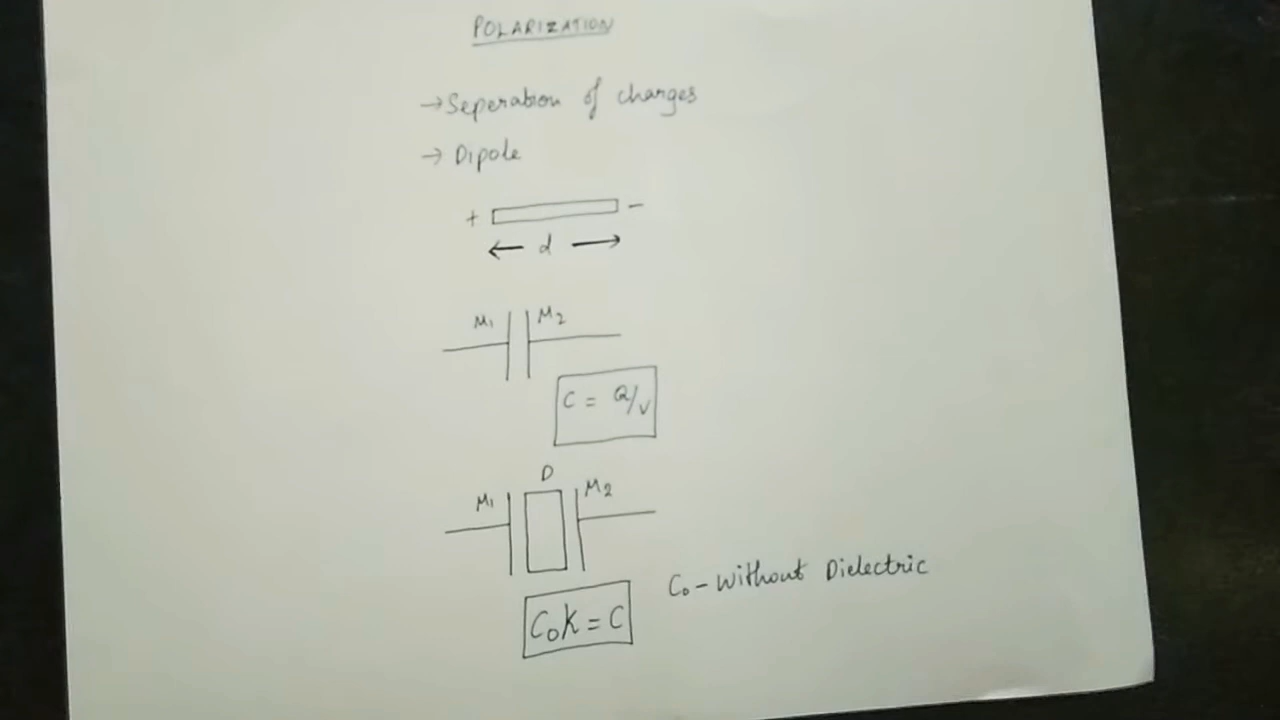 POLARIZATION
→ Seperation of charges
→ Dipole
+ −
← d →
M1 M2
C = Q/V
D
M1 M2
C0 - Without Dielectric
C0K = C